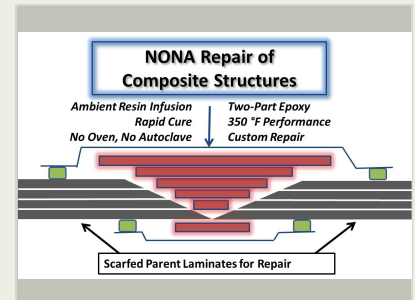 NONA Repair of
Composite Structures
Ambient Resin Infusion
Rapid Cure
No Oven, No Autoclave
Two-Part Epoxy
350 °F Performance
Custom Repair
Scarfed Parent Laminates for Repair